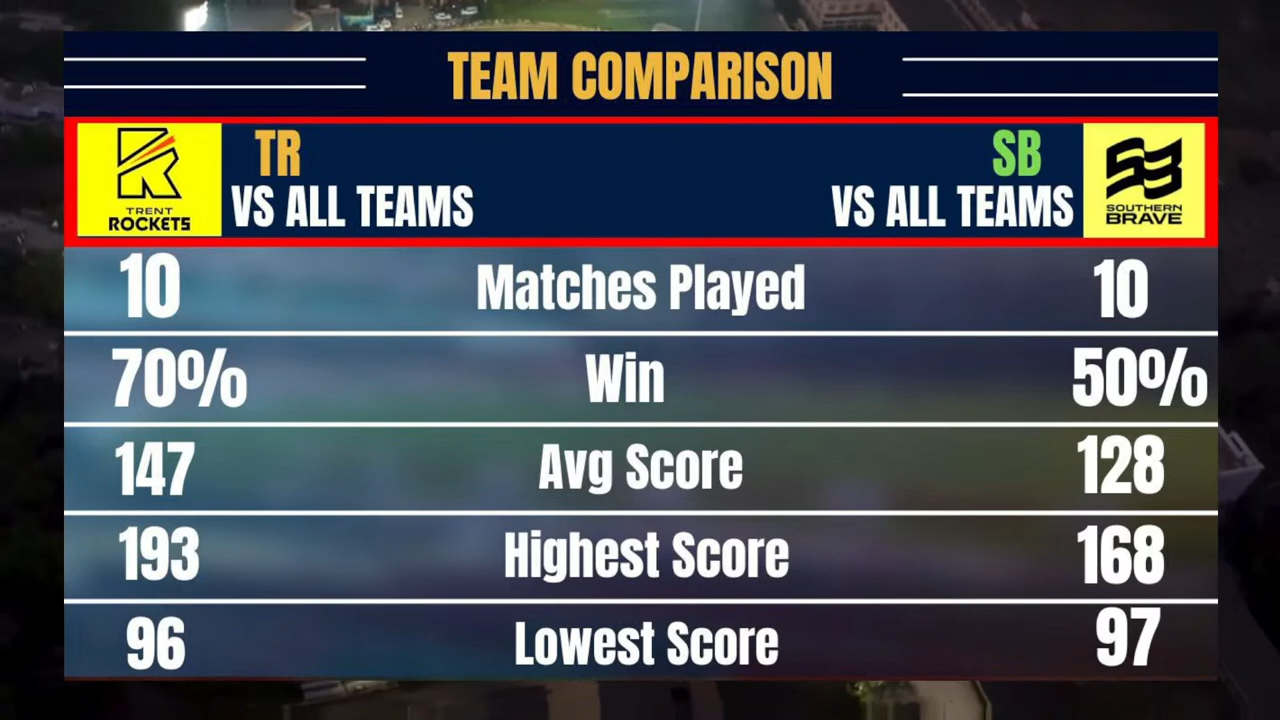 TEAM COMPARISON
TRENT
ROCKETS
TR
VS ALL TEAMS
SB
VS ALL TEAMS
SB
SOUTHERN
BRAVE
10 Matches Played 10
70% Win 50%
147 Avg Score 128
193 Highest Score 168
96 Lowest Score 97